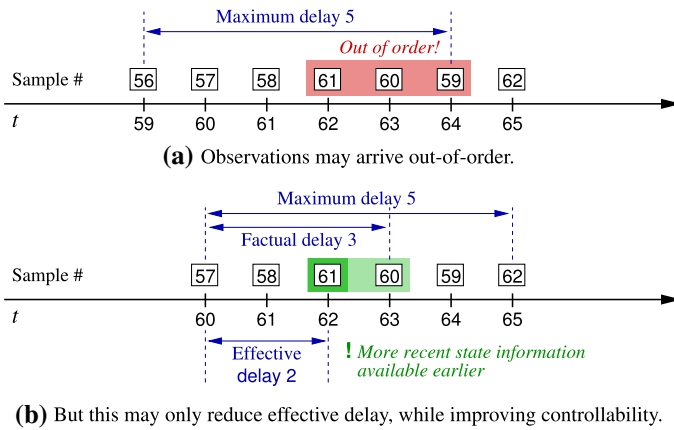 Maximum delay 5
Out of order!
Sample # 56 57 58 61 60 59 62
t 59 60 61 62 63 64 65
(a) Observations may arrive out-of-order.
Maximum delay 5
Factual delay 3
Sample # 57 58 61 60 59 62
t 60 61 62 63 64 65
Effective
delay 2
! More recent state information
available earlier
(b) But this may only reduce effective delay, while improving controllability.